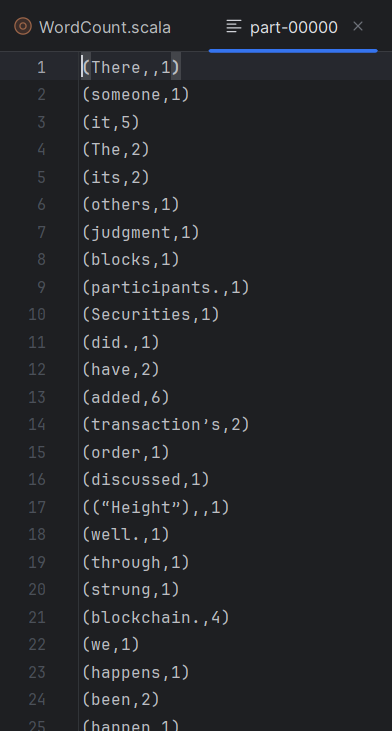 WordCount.scala part-00000
1 (There,,1)
2 (someone,1)
3 (it,5)
4 (The,2)
5 (its,2)
6 (others,1)
7 (judgment,1)
8 (blocks,1)
9 (participants.,1)
10 (Securities,1)
11 (did.,1)
12 (have,2)
13 (added,6)
14 (transaction’s,2)
15 (order,1)
16 (discussed,1)
17 ((“Height”),,1)
18 (well.,1)
19 (through,1)
20 (strung,1)
21 (blockchain.,4)
22 (we,1)
23 (happens,1)
24 (been,2)
25 (happen,1)